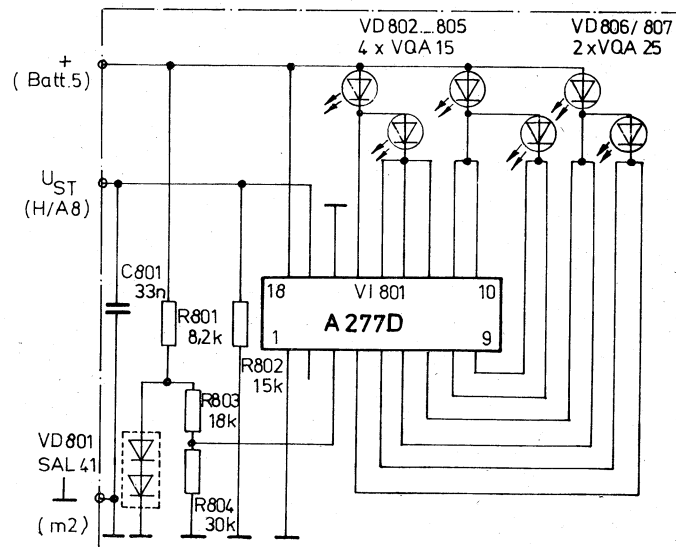 VD 802....805
4 x VQA 15
VD 806/ 807
2 xVQA 25
+
( Batt.5)
U_ST
(H/A8)
C801
33n
R801
8,2k
18
VI 801
10
A 277D
1
9
R802
15k
R803
18k
VD 801
SAL 41
R804
30k
(m2)